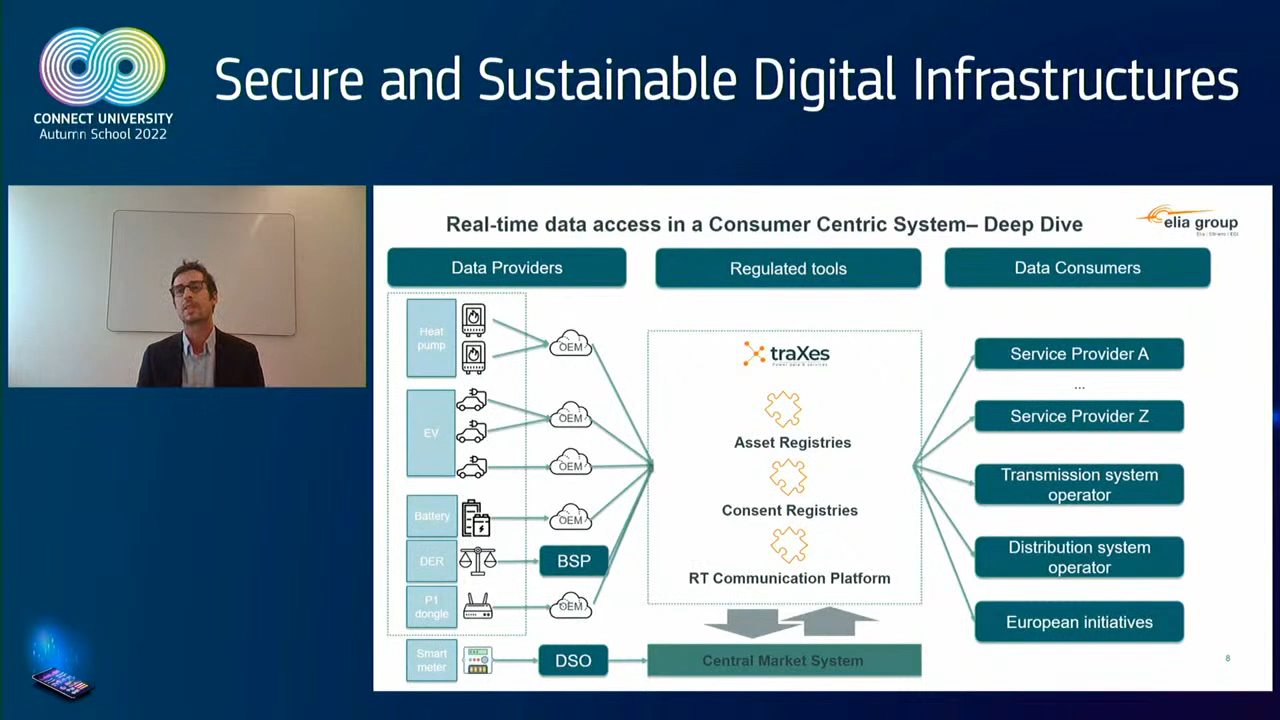 Secure and Sustainable Digital Infrastructures
CONNECT UNIVERSITY
Autumn School 2022
Real-time data access in a Consumer Centric System– Deep Dive
elia group
Data Providers
Regulated tools
Data Consumers
Heat
pump
OEM
EV
OEM
OEM
Battery
OEM
DER
BSP
P1
dongle
OEM
Smart
meter
DSO
traXes
Power data & services
Asset Registries
Consent Registries
RT Communication Platform
Central Market System
Service Provider A
...
Service Provider Z
Transmission system
operator
Distribution system
operator
European initiatives
8